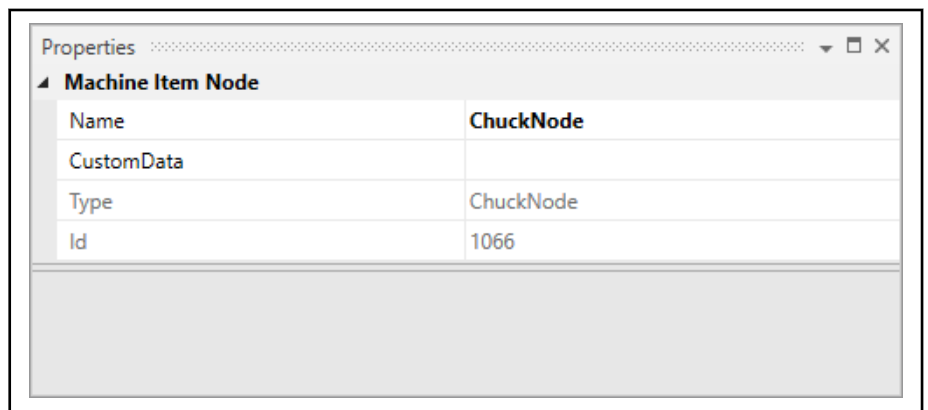 Properties
Machine Item Node
Name ChuckNode
CustomData
Type ChuckNode
Id 1066